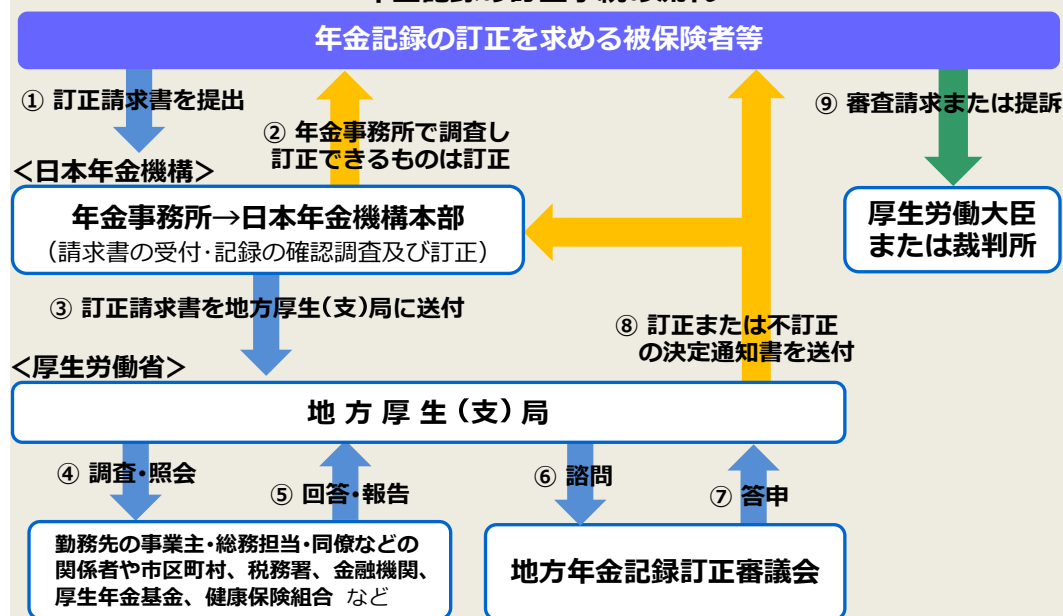 年金記録の訂正を求める被保険者等
① 訂正請求書を提出
② 年金事務所で調査し
訂正できるものは訂正
⑨ 審査請求または提訴
＜日本年金機構＞
年金事務所→日本年金機構本部
（請求書の受付・記録の確認調査及び訂正）
厚生労働大臣
または裁判所
③ 訂正請求書を地方厚生（支）局に送付
⑧ 訂正または不訂正
の決定通知書を送付
＜厚生労働省＞
地 方 厚 生 （支） 局
④ 調査・照会
⑤ 回答・報告
⑥ 諮問
⑦ 答申
勤務先の事業主・総務担当・同僚などの
関係者や市区町村、税務署、金融機関、
厚生年金基金、健康保険組合 など
地方年金記録訂正審議会